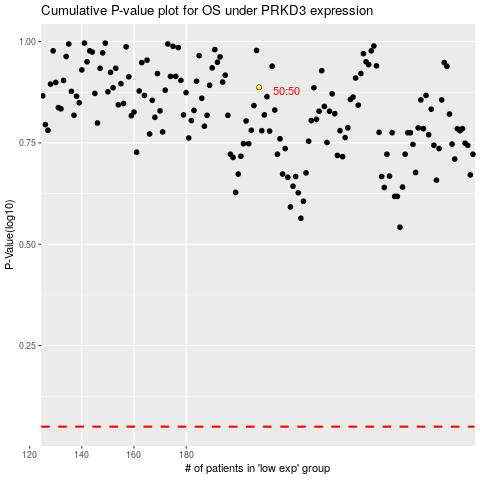 Cumulative P-value plot for OS under PRKD3 expression
P-Value(log10)
1.00
0.75
0.50
0.25
50:50
120 140 160 180
# of patients in 'low exp' group